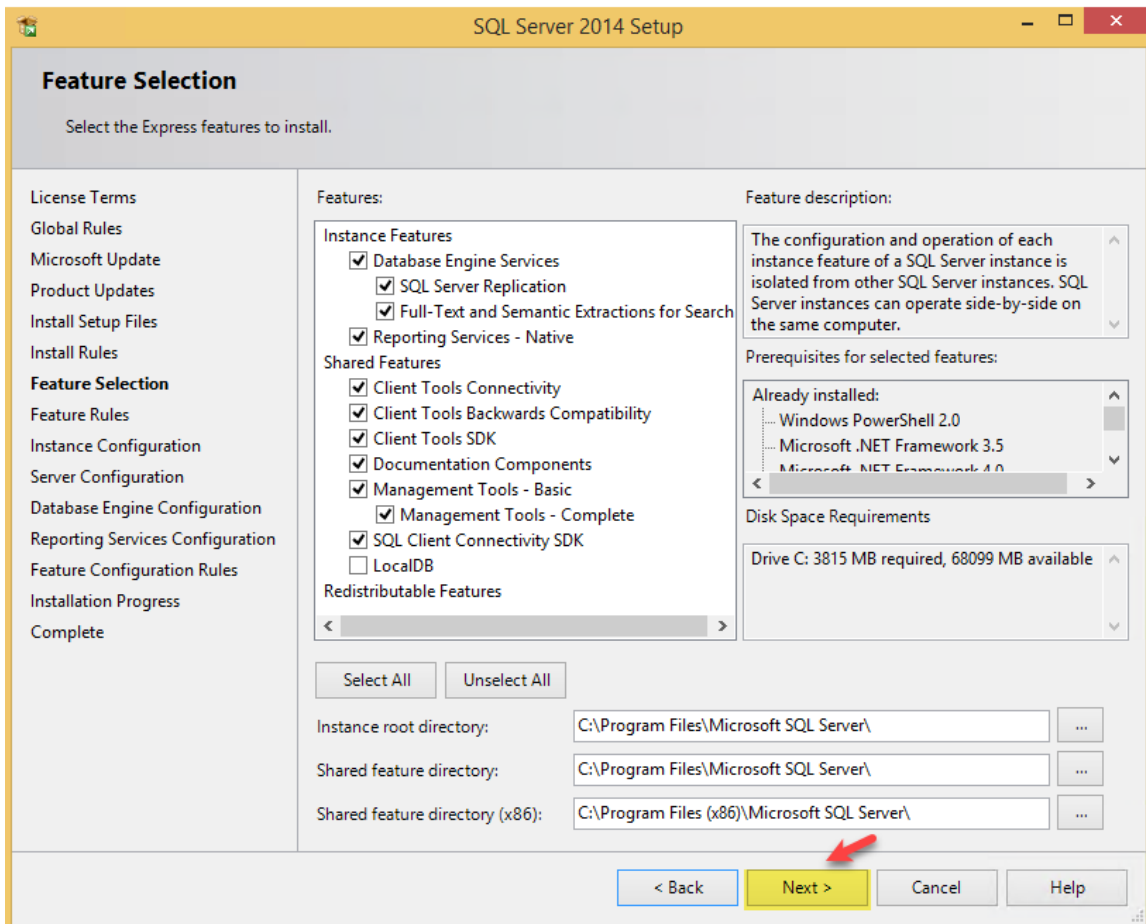 SQL Server 2014 Setup
Feature Selection
Select the Express features to install.
License Terms
Global Rules
Microsoft Update
Product Updates
Install Setup Files
Install Rules
Feature Selection
Feature Rules
Instance Configuration
Server Configuration
Database Engine Configuration
Reporting Services Configuration
Feature Configuration Rules
Installation Progress
Complete
Features:
Instance Features
Database Engine Services
SQL Server Replication
Full-Text and Semantic Extractions for Search
Reporting Services - Native
Shared Features
Client Tools Connectivity
Client Tools Backwards Compatibility
Client Tools SDK
Documentation Components
Management Tools - Basic
Management Tools - Complete
SQL Client Connectivity SDK
LocalDB
Redistributable Features
Feature description:
The configuration and operation of each
instance feature of a SQL Server instance is
isolated from other SQL Server instances. SQL
Server instances can operate side-by-side on
the same computer.
Prerequisites for selected features:
Already installed:
Windows PowerShell 2.0
Microsoft .NET Framework 3.5
Microsoft .NET Framework 4.0
Disk Space Requirements
Drive C: 3815 MB required, 68099 MB available
Select All
Unselect All
Instance root directory:
C:\Program Files\Microsoft SQL Server\
...
Shared feature directory:
C:\Program Files\Microsoft SQL Server\
...
Shared feature directory (x86):
C:\Program Files (x86)\Microsoft SQL Server\
...
< Back
Next >
Cancel
Help